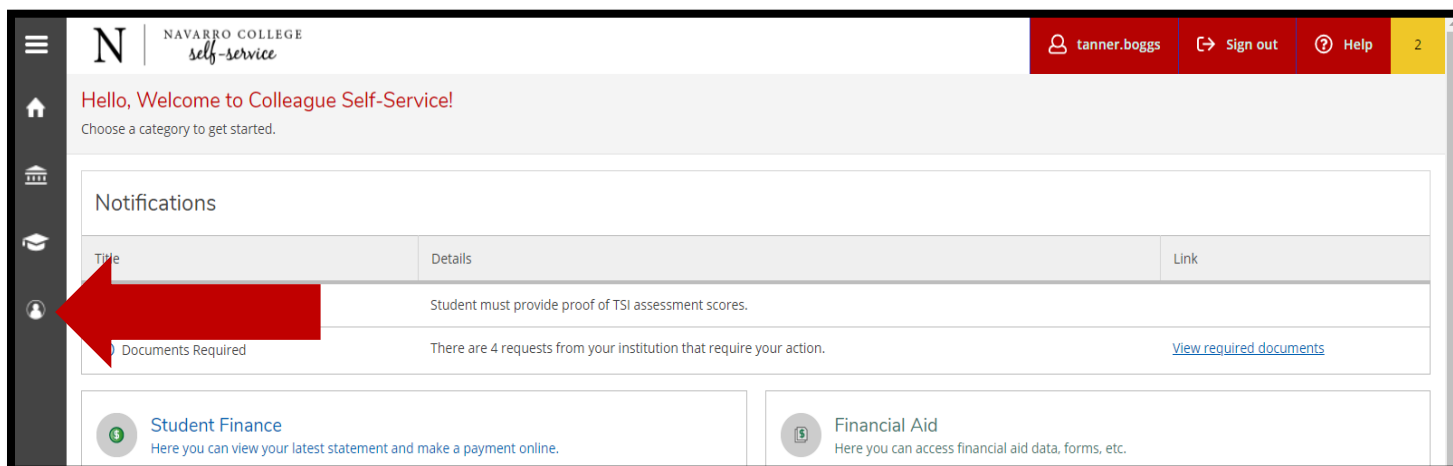 N NAVARRO COLLEGE
self-service
tanner.boggs Sign out Help 2
Hello, Welcome to Colleague Self-Service!
Choose a category to get started.
Notifications
Title Details Link
Student must provide proof of TSI assessment scores.
Documents Required There are 4 requests from your institution that require your action. View required documents
Student Finance Financial Aid
Here you can view your latest statement and make a payment online. Here you can access financial aid data, forms, etc.